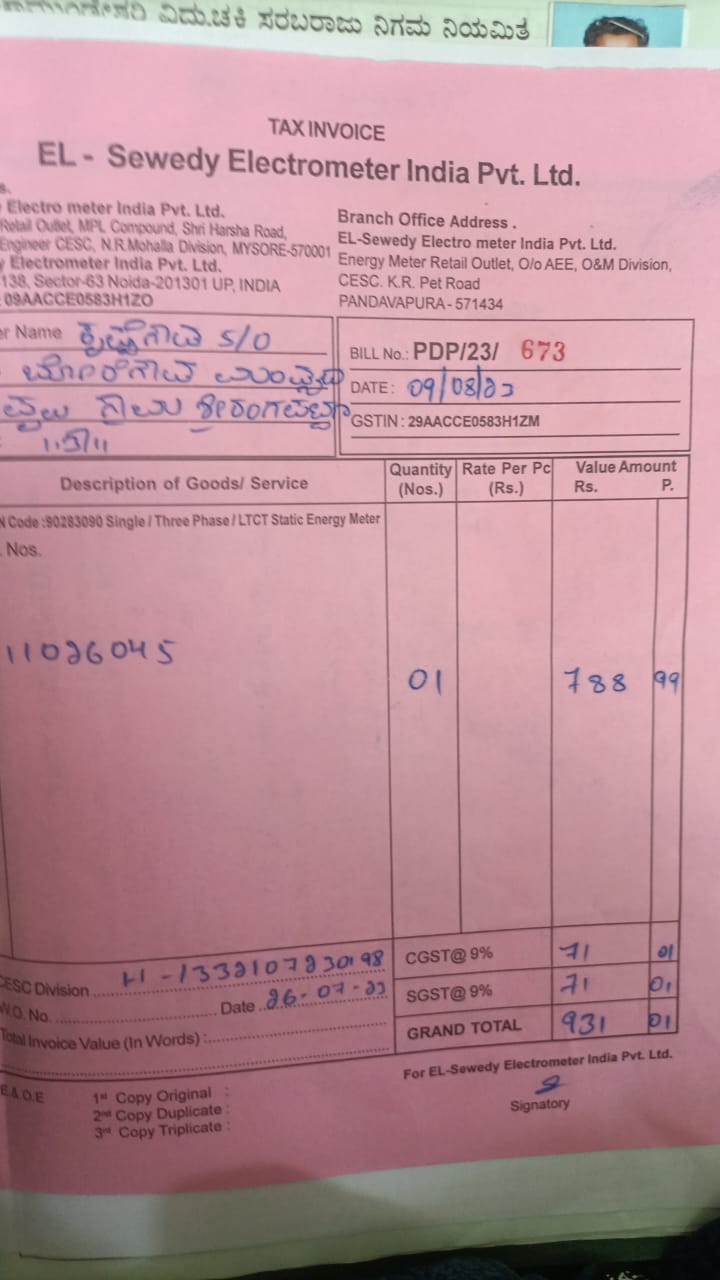 ವಿದ್ಯುಚ್ಛಕ್ತಿ ಸರಬರಾಜು ನಿಗಮ ನಿಯಮಿತ
TAX INVOICE
EL - Sewedy Electrometer India Pvt. Ltd.
Electro meter India Pvt. Ltd.
Retail Outlet, MPL Compound, Shri Harsha Road,
Engineer CESC, N.R.Mohalla Division, MYSORE-570001
Electrometer India Pvt. Ltd.
138, Sector-63 Noida-201301 UP, INDIA
09AACCE0583H1ZO
Branch Office Address .
EL-Sewedy Electro meter India Pvt. Ltd.
Energy Meter Retail Outlet, O/o AEE, O&M Division,
CESC. K.R. Pet Road
PANDAVAPURA - 571434
Name S/O
BILL No.: PDP/23/ 673
DATE : 09/08/23
GSTIN : 29AACCE0583H1ZM
Description of Goods/ Service Quantity (Nos.) Rate Per Pc (Rs.) Value Amount Rs. P.
Code :90283090 Single / Three Phase / LTCT Static Energy Meter
Nos.
11026045
01 788 99
CESC Division
CGST@ 9% 71 01
W.O. No. Date 26-07-23
SGST@ 9% 71 01
Total Invoice Value (In Words) :
GRAND TOTAL 931 01
For EL-Sewedy Electrometer India Pvt. Ltd.
E.&.O.E
1st Copy Original :
2nd Copy Duplicate :
3rd Copy Triplicate :
Signatory